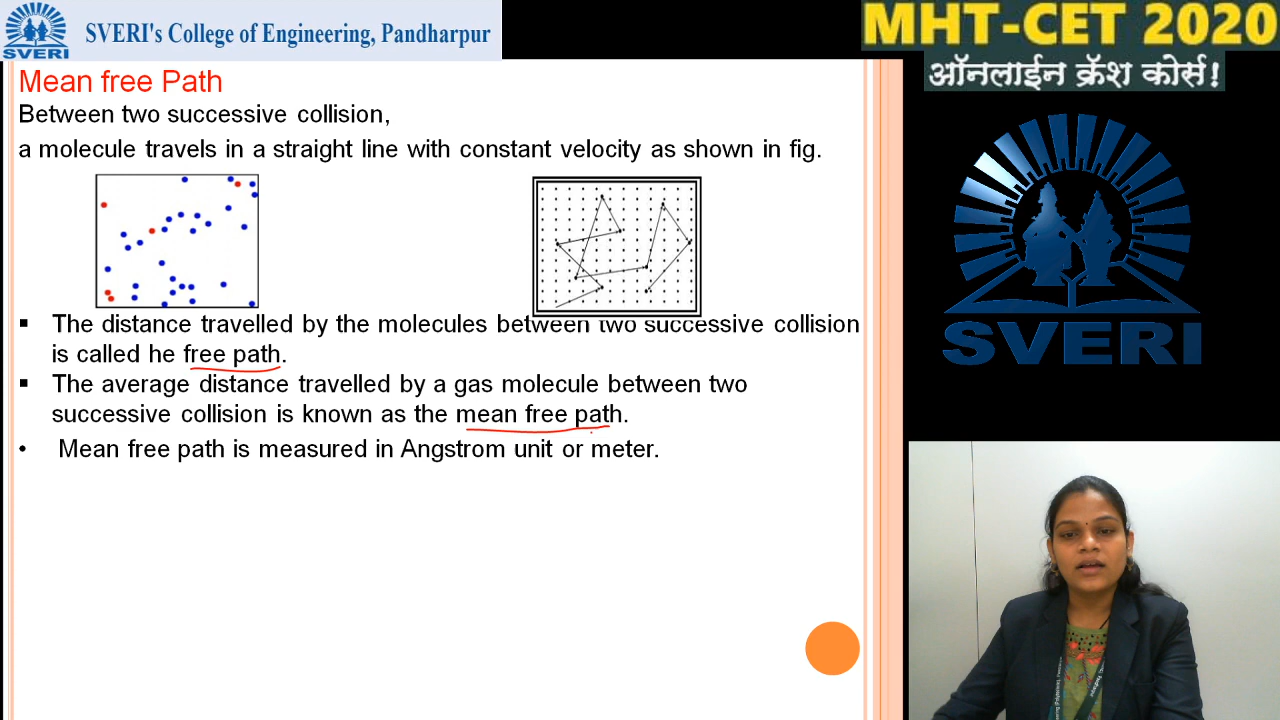 SVERI
SVERI's College of Engineering, Pandharpur
MHT-CET 2020
ऑनलाईन क्रॅश कोर्स!
Mean free Path
Between two successive collision,
a molecule travels in a straight line with constant velocity as shown in fig.
▪ The distance travelled by the molecules between two successive collision
is called he free path.
▪ The average distance travelled by a gas molecule between two
successive collision is known as the mean free path.
• Mean free path is measured in Angstrom unit or meter.
SVERI